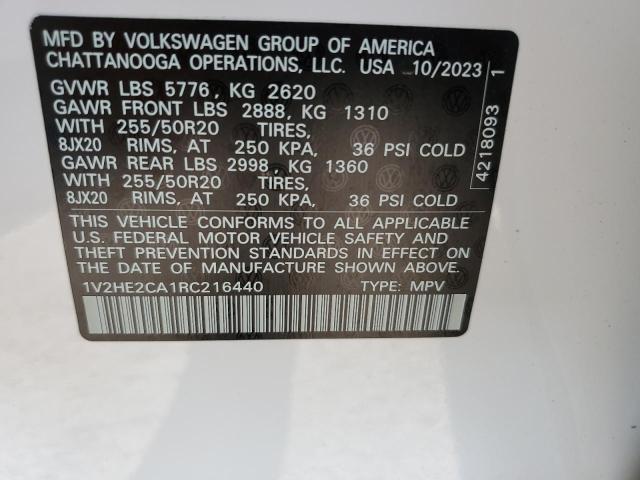 MFD BY VOLKSWAGEN GROUP OF AMERICA
CHATTANOOGA OPERATIONS, LLC. USA 10/2023
GVWR LBS 5776, KG 2620
GAWR FRONT LBS 2888, KG 1310
WITH 255/50R20 TIRES,
8JX20 RIMS, AT 250 KPA, 36 PSI COLD
GAWR REAR LBS 2998, KG 1360
WITH 255/50R20 TIRES,
8JX20 RIMS, AT 250 KPA, 36 PSI COLD
THIS VEHICLE CONFORMS TO ALL APPLICABLE
U.S. FEDERAL MOTOR VEHICLE SAFETY AND
THEFT PREVENTION STANDARDS IN EFFECT ON
THE DATE OF MANUFACTURE SHOWN ABOVE.
1V2HE2CA1RC216440 TYPE: MPV
4218093 1